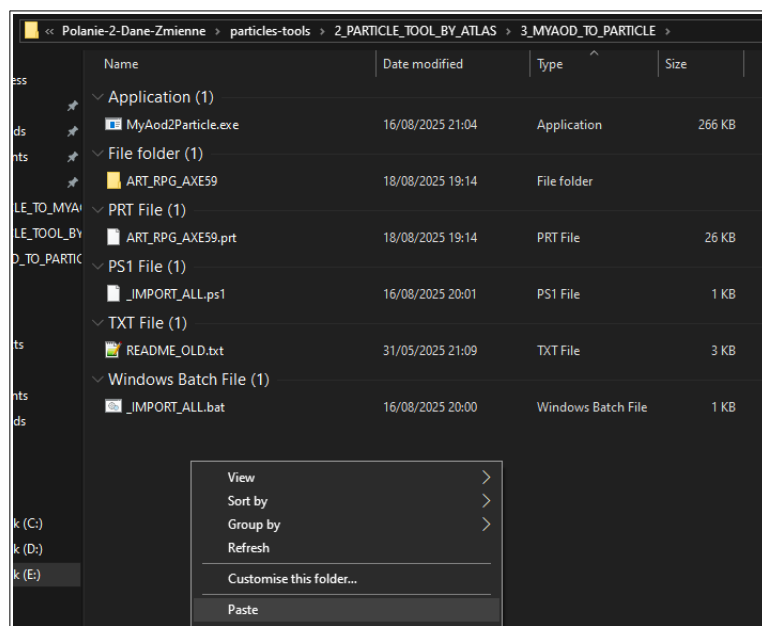 « Polanie-2-Dane-Zmienne > particles-tools > 2_PARTICLE_TOOL_BY_ATLAS > 3_MYAOD_TO_PARTICLE >
Name Date modified Type Size
ess
Application (1)
MyAod2Particle.exe 16/08/2025 21:04 Application 266 KB
ds
nts
File folder (1)
ART_RPG_AXE59 18/08/2025 19:14 File folder
LE_TO_MYA
PRT File (1)
LE_TOOL_BY
ART_RPG_AXE59.prt 18/08/2025 19:14 PRT File 26 KB
D_TO_PARTIC
PS1 File (1)
_IMPORT_ALL.ps1 16/08/2025 20:01 PS1 File 1 KB
TXT File (1)
ts
README_OLD.txt 31/05/2025 21:09 TXT File 3 KB
Windows Batch File (1)
nts
_IMPORT_ALL.bat 16/08/2025 20:00 Windows Batch File 1 KB
ds
View
Sort by
k (C:)
Group by
k (D:)
Refresh
k (E:)
Customise this folder...
Paste